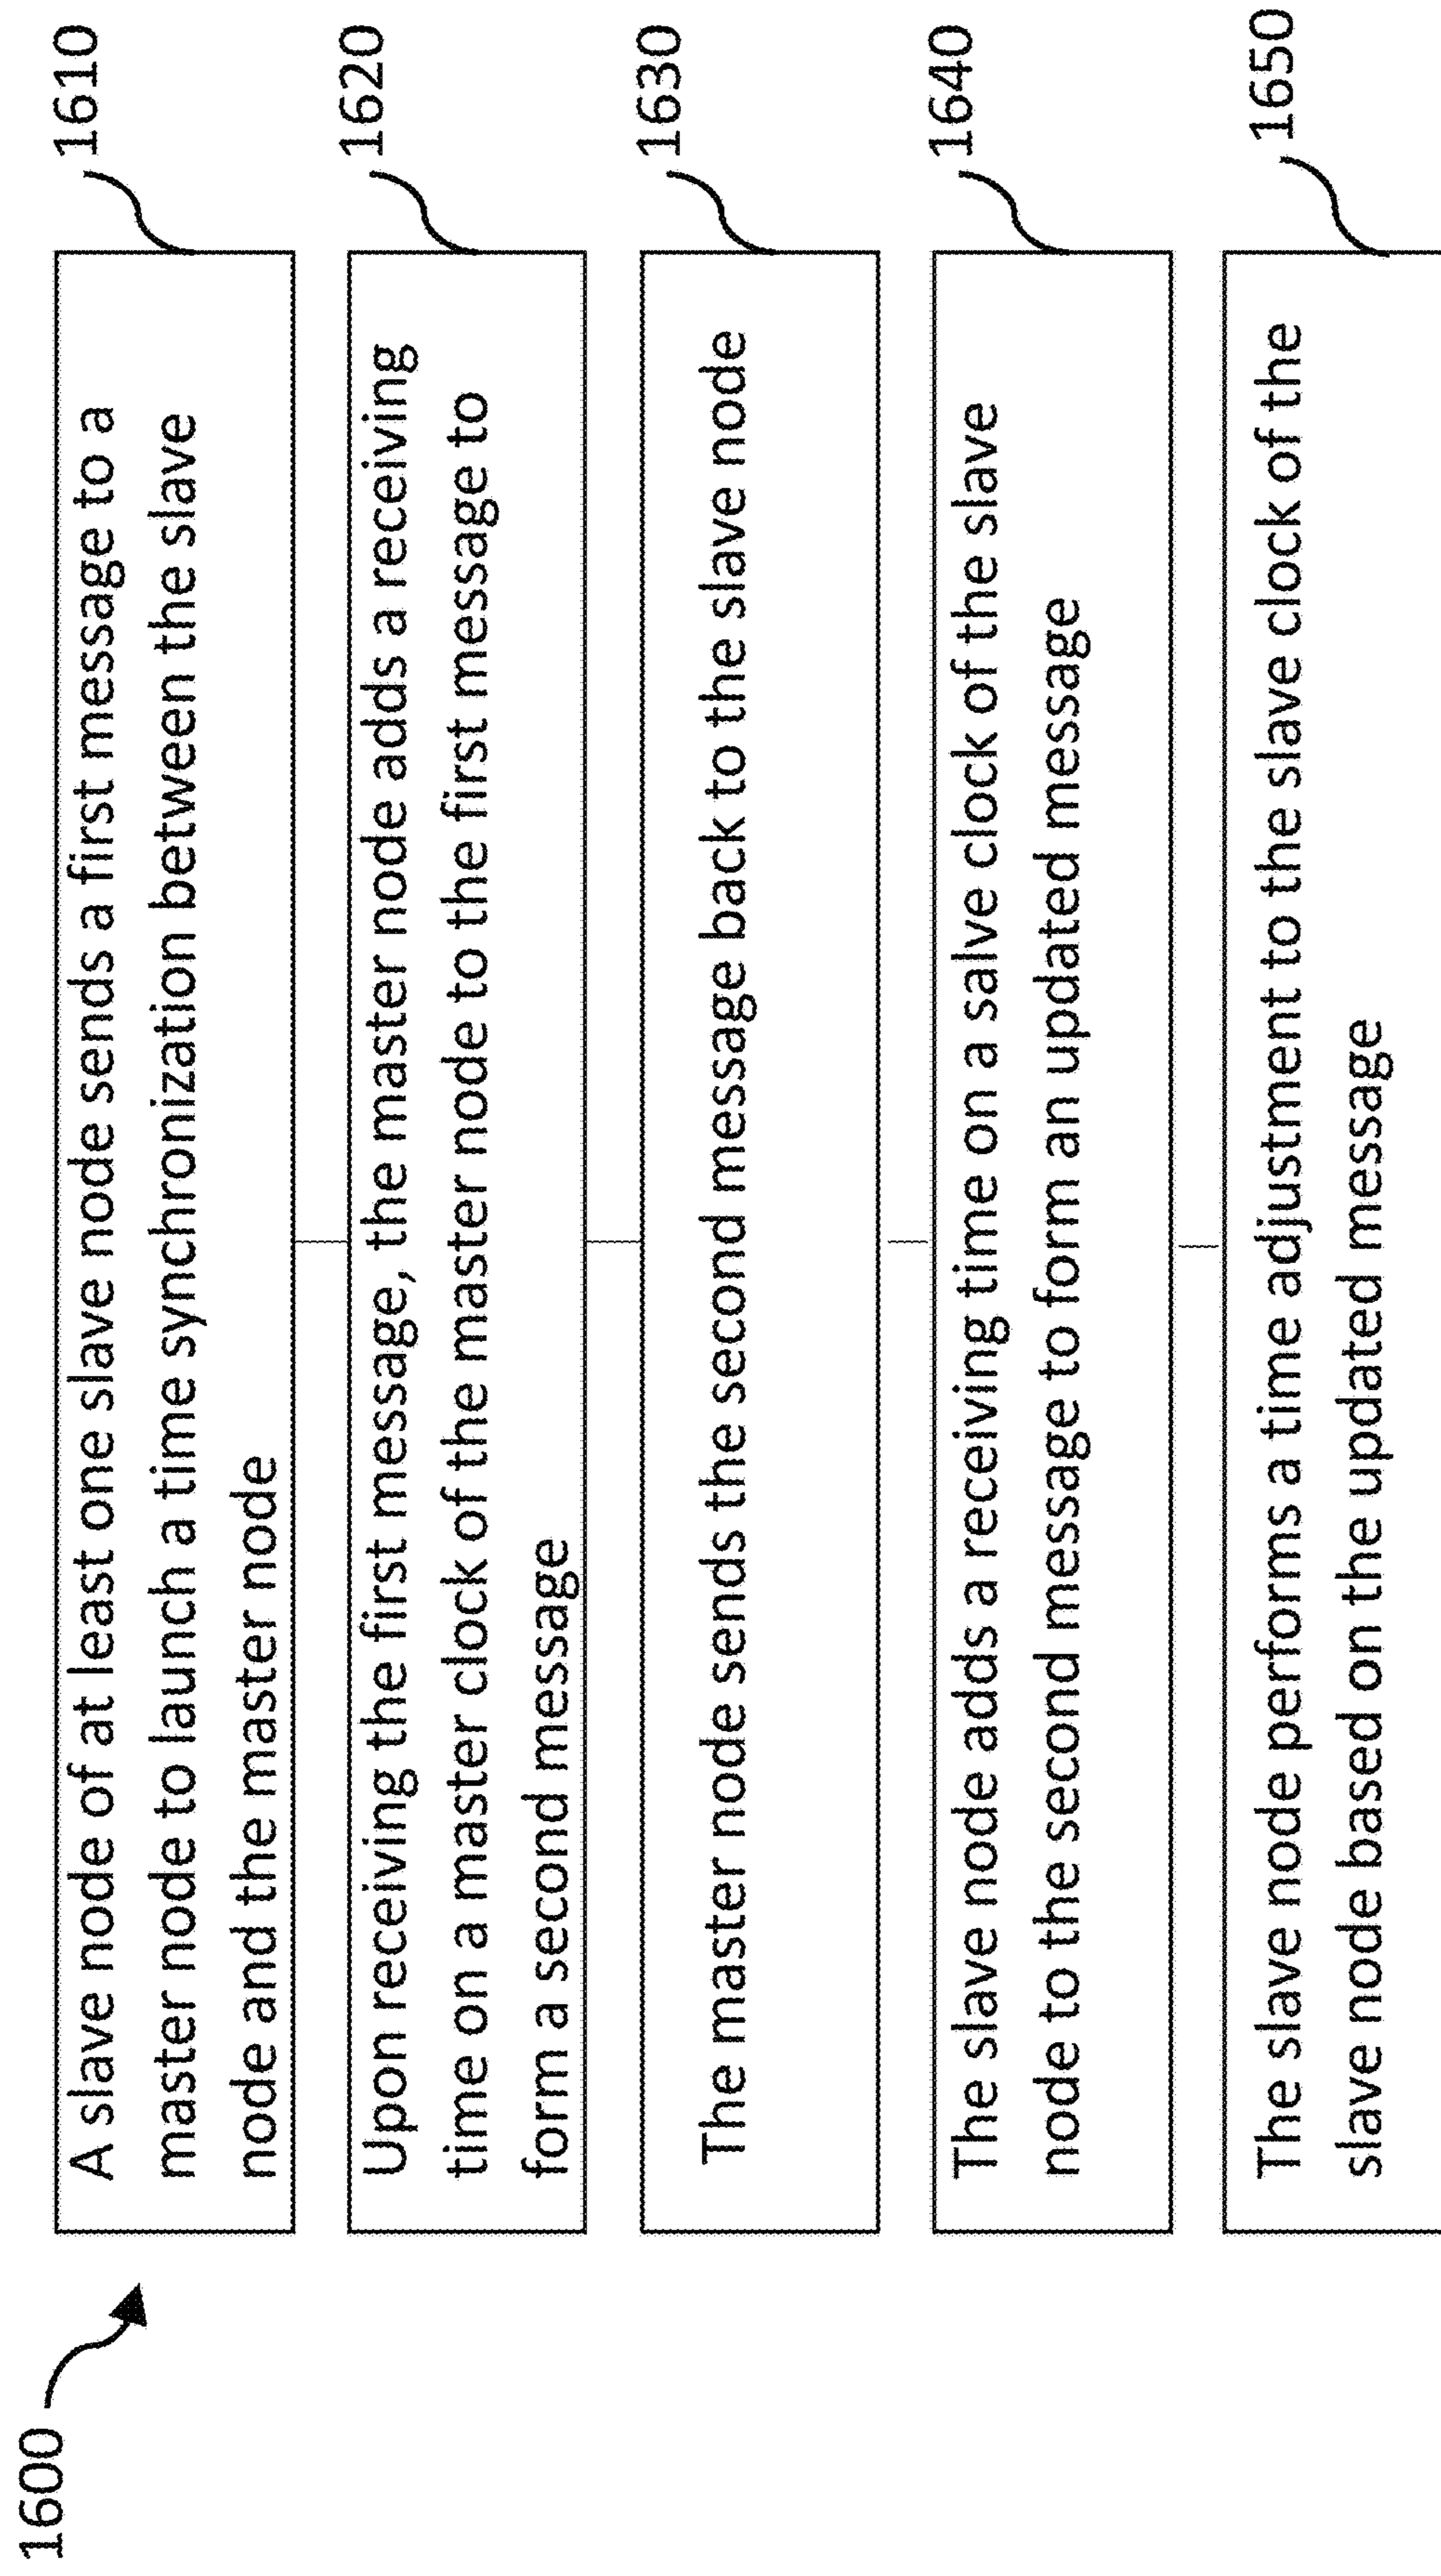 1600
A slave node of at least one slave node sends a first message to a
master node to launch a time synchronization between the slave
node and the master node
1610
Upon receiving the first message, the master node adds a receiving
time on a master clock of the master node to the first message to
form a second message
1620
The master node sends the second message back to the slave node
1630
The slave node adds a receiving time on a salve clock of the slave
node to the second message to form an updated message
1640
The slave node performs a time adjustment to the slave clock of the
slave node based on the updated message
1650